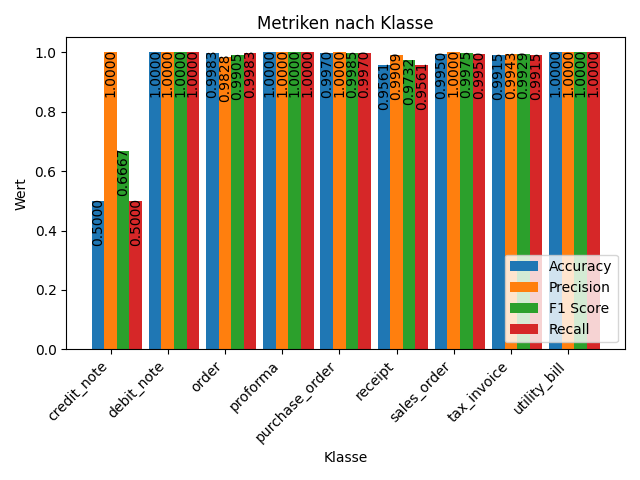 Metriken nach Klasse
Wert
1.0
0.8
0.6
0.4
0.2
0.0
0.5000
1.0000
0.6667
0.5000
1.0000
1.0000
1.0000
1.0000
0.9983
0.9828
0.9905
0.9983
1.0000
1.0000
1.0000
1.0000
0.9970
1.0000
0.9985
0.9970
0.9561
0.9909
0.9732
0.9561
0.9950
1.0000
0.9975
0.9950
0.9915
0.9943
0.9929
0.9915
1.0000
1.0000
1.0000
1.0000
Accuracy
Precision
F1 Score
Recall
credit_note
debit_note
order
proforma
purchase_order
receipt
sales_order
tax_invoice
utility_bill
Klasse